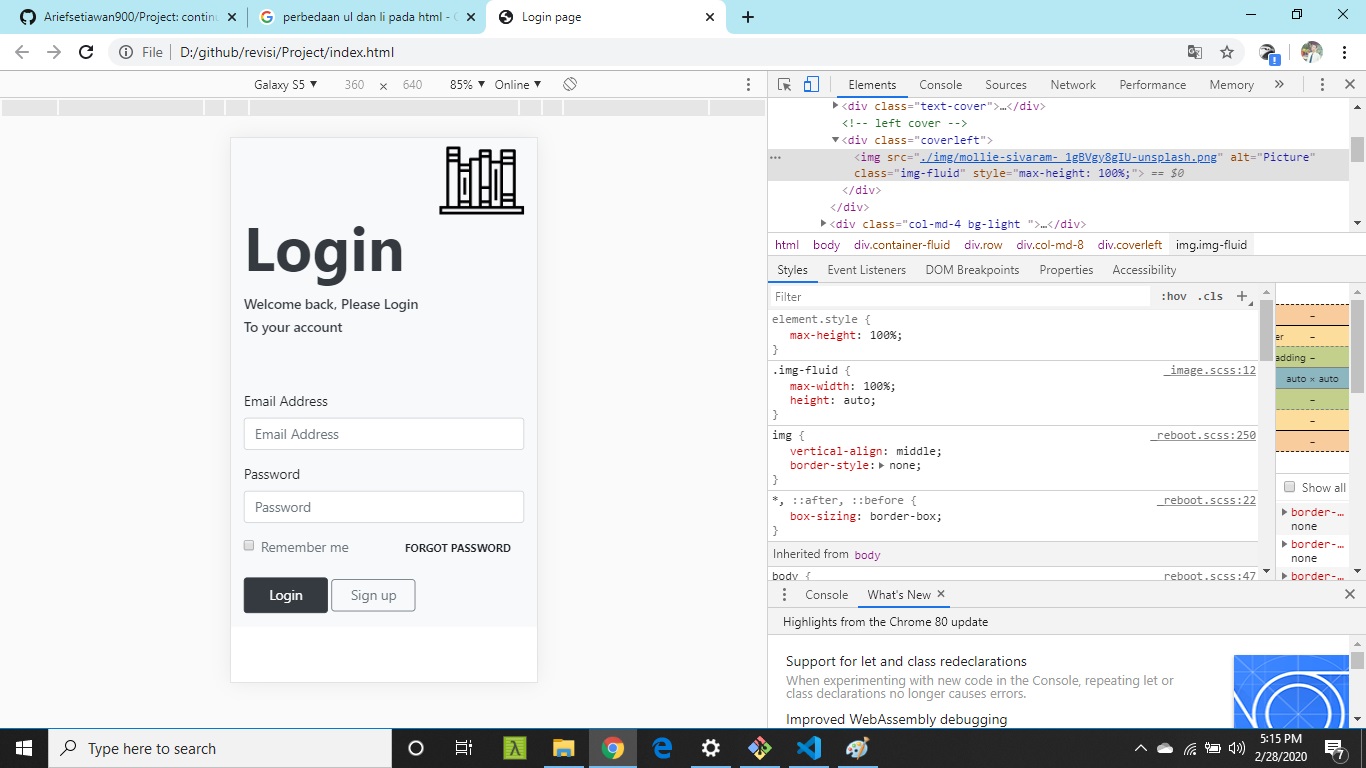 Ariefsetiawan900/Project: contin
perbedaan ul dan li pada html - G
Login page
File
D:/github/revisi/Project/index.html
Galaxy S5 ▼ 360 × 640 85% ▼ Online ▼
Elements Console Sources Network Performance Memory »
<div class="text-cover">…</div>
<!-- left cover -->
<div class="coverleft">
<img src="./img/mollie-sivaram-_1gBVgy8gIU-unsplash.png" alt="Picture"
class="img-fluid" style="max-height: 100%;"> == $0
</div>
</div>
<div class="col-md-4 bg-light ">…</div>
html body div.container-fluid div.row div.col-md-8 div.coverleft img.img-fluid
Styles Event Listeners DOM Breakpoints Properties Accessibility
Filter :hov .cls +
element.style {
max-height: 100%;
}
.img-fluid { _image.scss:12
max-width: 100%;
height: auto;
}
img { _reboot.scss:250
vertical-align: middle;
border-style: none;
}
*, ::after, ::before { _reboot.scss:22
box-sizing: border-box;
}
Inherited from body
body { _reboot.scss:47
er –
adding –
auto × auto
Show all
border-…
none
border-…
none
border-…
Login
Welcome back, Please Login
To your account
Email Address
Email Address
Password
Password
Remember me FORGOT PASSWORD
Login Sign up
Console What's New ×
Highlights from the Chrome 80 update
Support for let and class redeclarations
When experimenting with new code in the Console, repeating let or
class declarations no longer causes errors.
Improved WebAssembly debugging
Type here to search
5:15 PM
2/28/2020
7